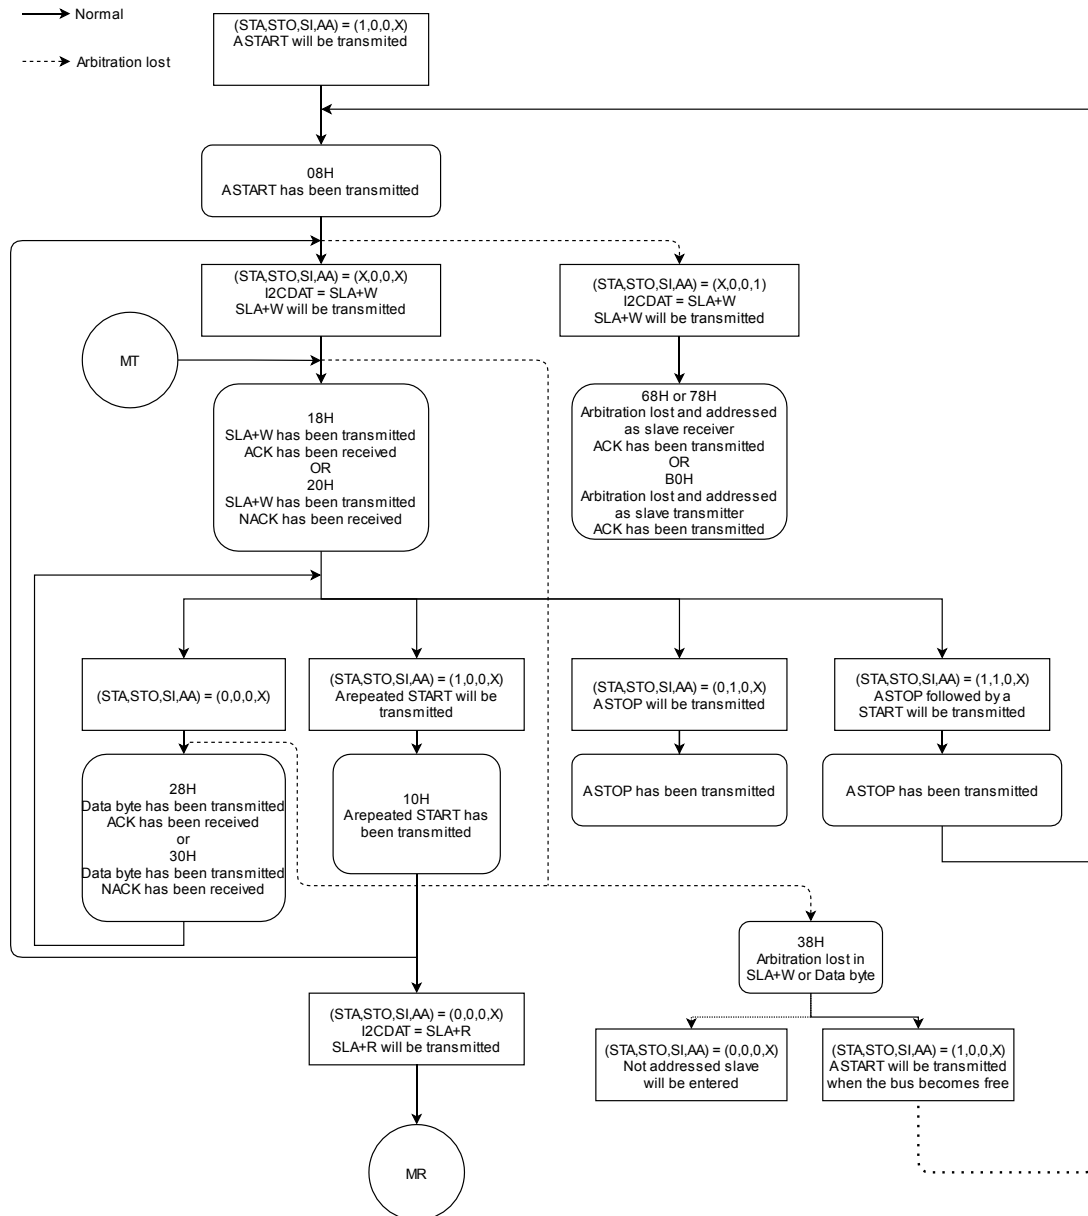 Normal
Arbitration lost
(STA,STO,SI,AA) = (1,0,0,X)
ASTART will be transmited
08H
ASTART has been transmitted
(STA,STO,SI,AA) = (X,0,0,X)
I2CDAT = SLA+W
SLA+W will be transmitted
(STA,STO,SI,AA) = (X,0,0,1)
I2CDAT = SLA+W
SLA+W will be transmitted
MT
18H
SLA+W has been transmitted
ACK has been received
OR
20H
SLA+W has been transmitted
NACK has been received
68H or 78H
Arbitration lost and addressed
as slave receiver
ACK has been transmitted
OR
B0H
Arbitration lost and addressed
as slave transmitter
ACK has been transmitted
(STA,STO,SI,AA) = (0,0,0,X)
(STA,STO,SI,AA) = (1,0,0,X)
Arepeated START will be
transmitted
(STA,STO,SI,AA) = (0,1,0,X)
ASTOP will be transmitted
(STA,STO,SI,AA) = (1,1,0,X)
ASTOP followed by a
START will be transmitted
28H
Data byte has been transmitted
ACK has been received
or
30H
Data byte has been transmitted
NACK has been received
10H
Arepeated START has
been transmitted
ASTOP has been transmitted
ASTOP has been transmitted
38H
Arbitration lost in
SLA+W or Data byte
(STA,STO,SI,AA) = (0,0,0,X)
I2CDAT = SLA+R
SLA+R will be transmitted
(STA,STO,SI,AA) = (0,0,0,X)
Not addressed slave
will be entered
(STA,STO,SI,AA) = (1,0,0,X)
ASTART will be transmitted
when the bus becomes free
MR